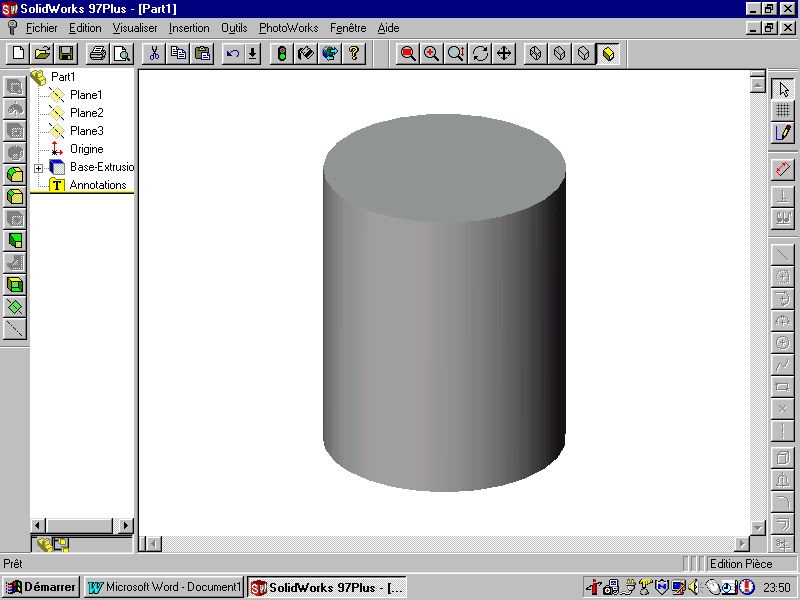 SolidWorks 97Plus - [Part1]
Fichier Edition Visualiser Insertion Outils PhotoWorks Fenêtre Aide
Part1
Plane1
Plane2
Plane3
Origine
Base-Extrusio
T Annotations
Prêt
Edition Pièce
Démarrer
Microsoft Word - Document1
SolidWorks 97Plus - [...
23:50